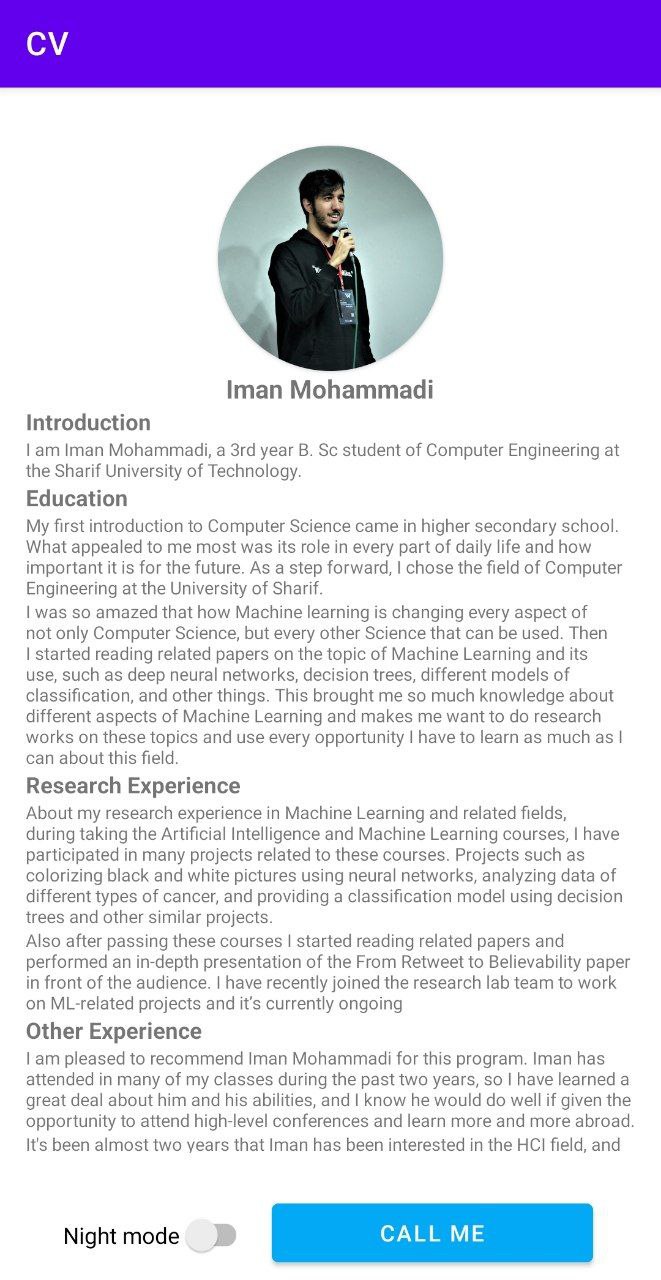 CV
Iman Mohammadi
Introduction
I am Iman Mohammadi, a 3rd year B. Sc student of Computer Engineering at
the Sharif University of Technology.
Education
My first introduction to Computer Science came in higher secondary school.
What appealed to me most was its role in every part of daily life and how
important it is for the future. As a step forward, I chose the field of Computer
Engineering at the University of Sharif.
I was so amazed that how Machine learning is changing every aspect of
not only Computer Science, but every other Science that can be used. Then
I started reading related papers on the topic of Machine Learning and its
use, such as deep neural networks, decision trees, different models of
classification, and other things. This brought me so much knowledge about
different aspects of Machine Learning and makes me want to do research
works on these topics and use every opportunity I have to learn as much as I
can about this field.
Research Experience
About my research experience in Machine Learning and related fields,
during taking the Artificial Intelligence and Machine Learning courses, I have
participated in many projects related to these courses. Projects such as
colorizing black and white pictures using neural networks, analyzing data of
different types of cancer, and providing a classification model using decision
trees and other similar projects.
Also after passing these courses I started reading related papers and
performed an in-depth presentation of the From Retweet to Believability paper
in front of the audience. I have recently joined the research lab team to work
on ML-related projects and it’s currently ongoing
Other Experience
I am pleased to recommend Iman Mohammadi for this program. Iman has
attended in many of my classes during the past two years, so I have learned a
great deal about him and his abilities, and I know he would do well if given the
opportunity to attend high-level conferences and learn more and more abroad.
It's been almost two years that Iman has been interested in the HCI field, and
Night mode
CALL ME